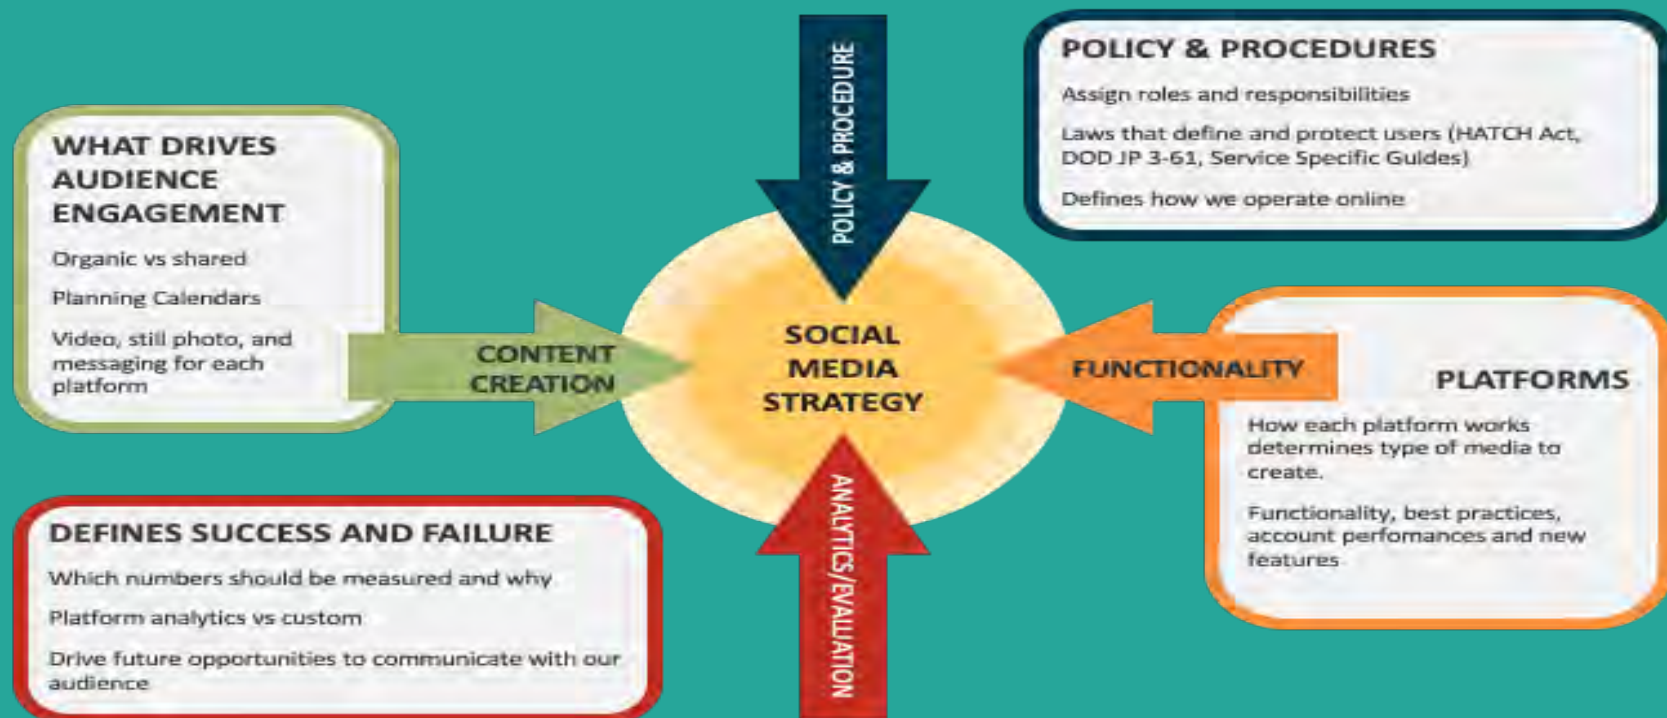 POLICY & PROCEDURE
POLICY & PROCEDURES
Assign roles and responsibilities
Laws that define and protect users (HATCH Act,
DOD JP 3-61, Service Specific Guides)
Defines how we operate online
WHAT DRIVES
AUDIENCE
ENGAGEMENT
Organic vs shared
Planning Calendars
Video, still photo, and
messaging for each
platform
CONTENT
CREATION
SOCIAL
MEDIA
STRATEGY
FUNCTIONALITY
PLATFORMS
How each platform works
determines type of media to
create.
Functionality, best practices,
account perfomances and new
features
DEFINES SUCCESS AND FAILURE
Which numbers should be measured and why
Platform analytics vs custom
Drive future opportunities to communicate with our
audience
ANALYTICS/EVALUATION